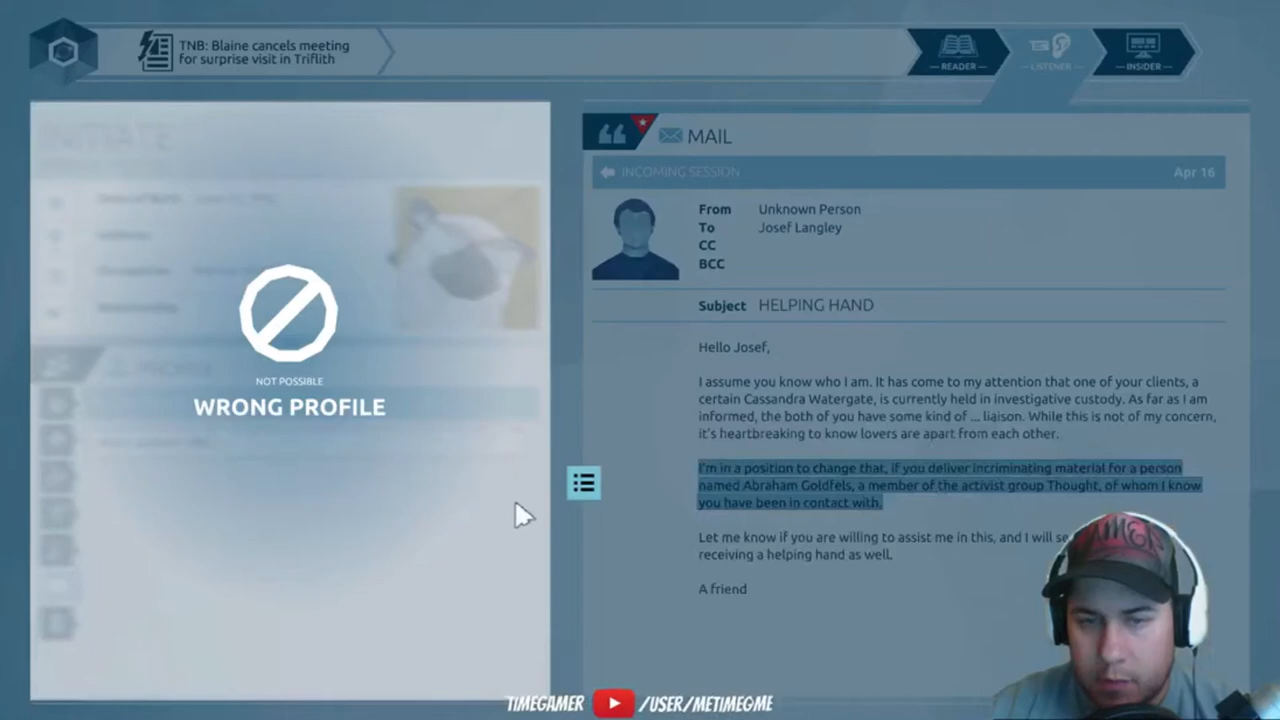 TNB: Blaine cancels meeting
for surprise visit in Triflith
READER
LISTENER
INSIDER
INITIATE
NOT POSSIBLE
WRONG PROFILE
MAIL
INCOMING SESSION Apr 16
From Unknown Person
To Josef Langley
CC
BCC
Subject HELPING HAND
Hello Josef,
I assume you know who I am. It has come to my attention that one of your clients, a
certain Cassandra Watergate, is currently held in investigative custody. As far as I am
informed, the both of you have some kind of ... liaison. While this is not of my concern,
it's heartbreaking to know lovers are apart from each other.
I'm in a position to change that, if you deliver incriminating material for a person
named Abraham Goldfels, a member of the activist group Thought, of whom I know
you have been in contact with.
Let me know if you are willing to assist me in this, and I will se
receiving a helping hand as well.
A friend
TIMEGAMER /USER/METIMEGME